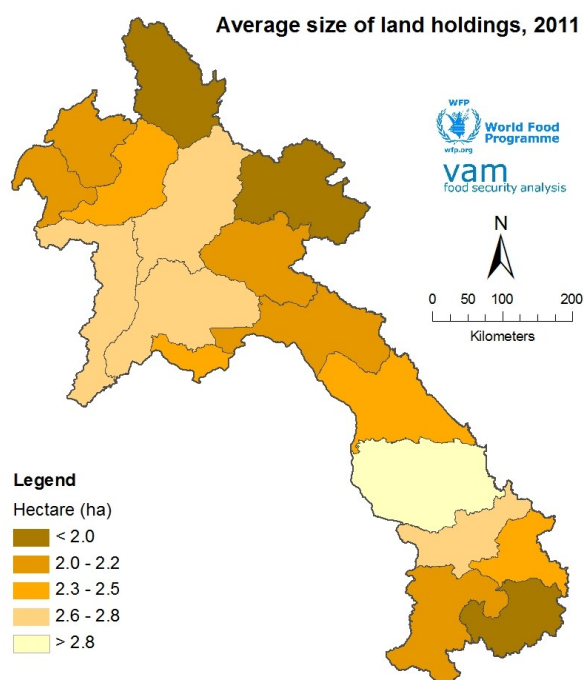 Average size of land holdings, 2011
WFP
wfp.org
World Food
Programme
vam
food security analysis
N
0 50 100 200
Kilometers
Legend
Hectare (ha)
< 2.0
2.0 - 2.2
2.3 - 2.5
2.6 - 2.8
> 2.8